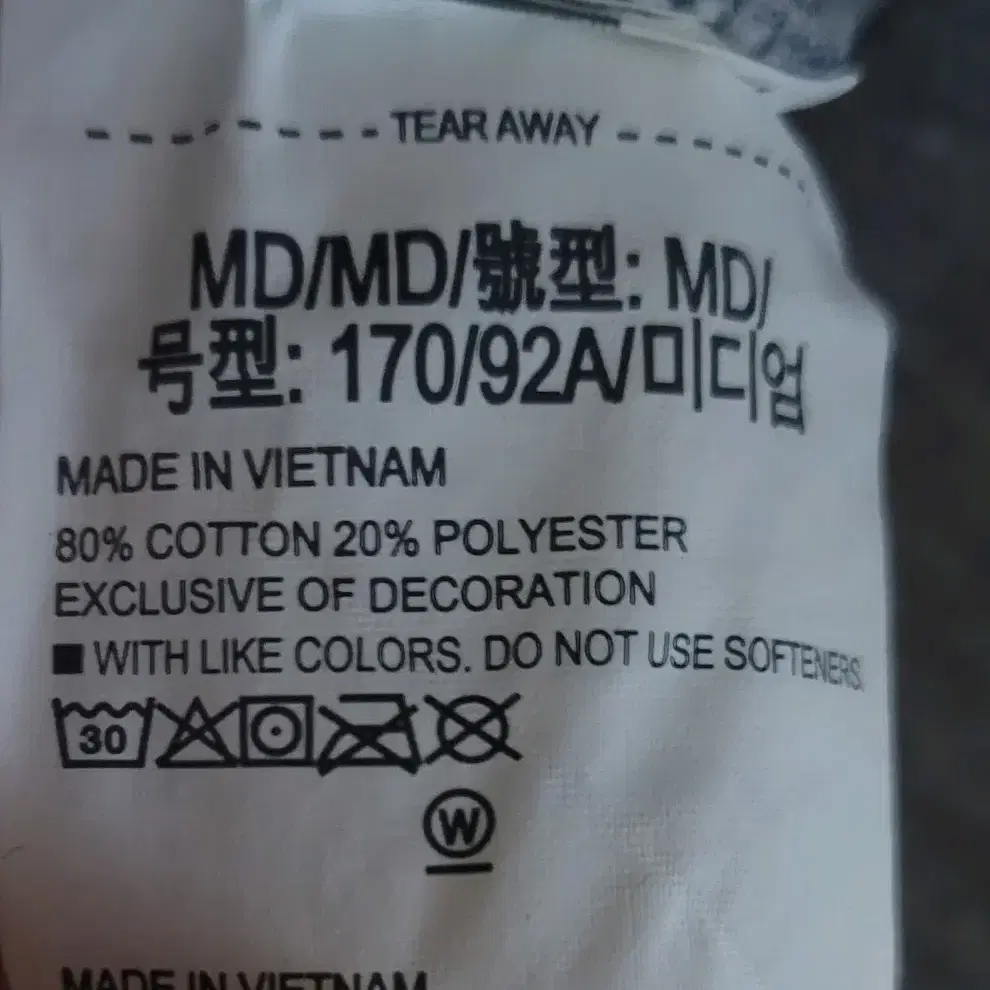 TEAR AWAY
MD/MD/號型: MD/
号型: 170/92A/미디엄
MADE IN VIETNAM
80% COTTON 20% POLYESTER
EXCLUSIVE OF DECORATION
■ WITH LIKE COLORS. DO NOT USE SOFTENERS.
30
W
MADE IN VIETNAM